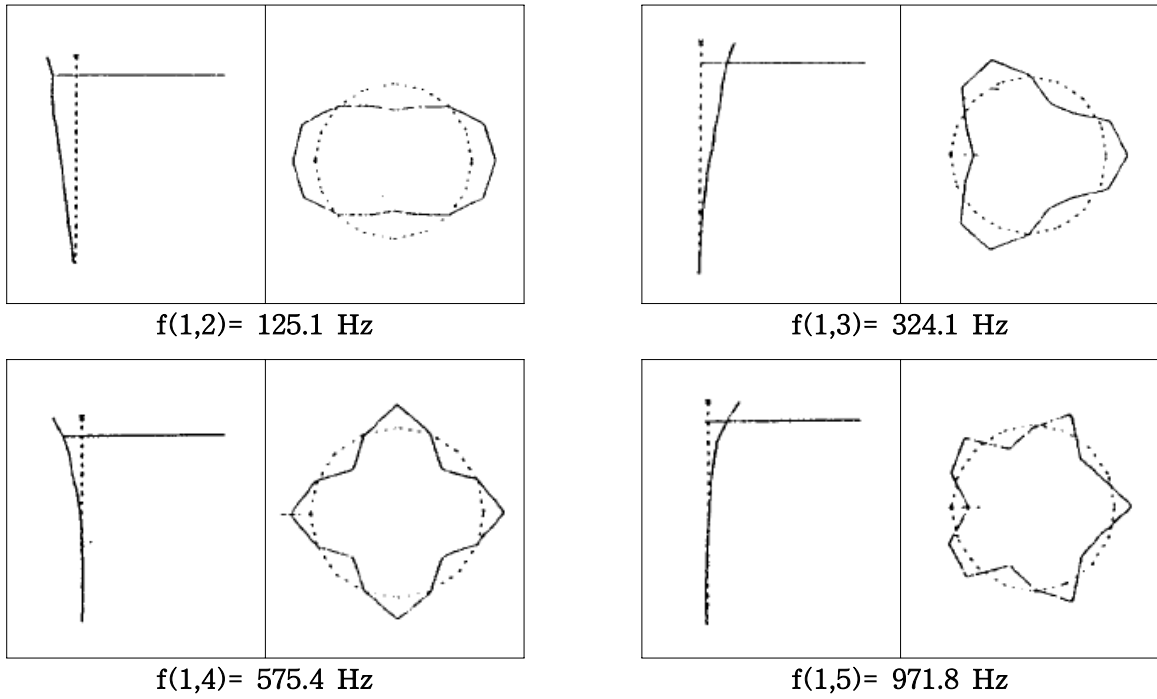 f(1,2)= 125.1 Hz
f(1,3)= 324.1 Hz
f(1,4)= 575.4 Hz
f(1,5)= 971.8 Hz